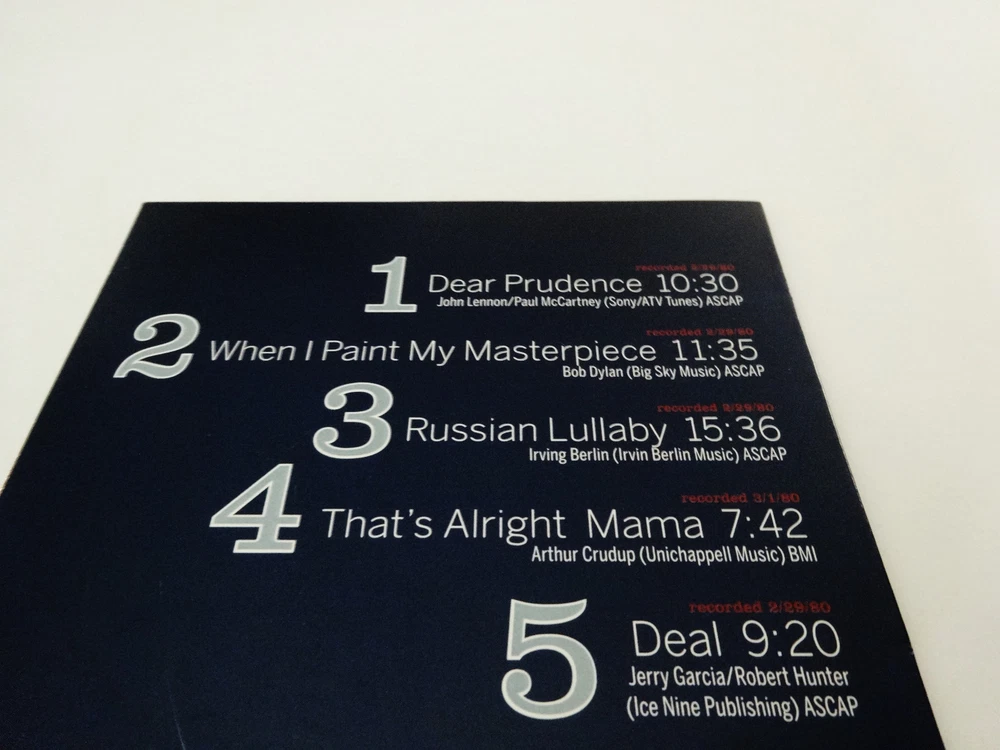 recorded 2/29/80
1 Dear Prudence 10:30
John Lennon/Paul McCartney (Sony/ATV Tunes) ASCAP
recorded 2/29/80
2 When I Paint My Masterpiece 11:35
Bob Dylan (Big Sky Music) ASCAP
recorded 2/29/80
3 Russian Lullaby 15:36
Irving Berlin (Irvin Berlin Music) ASCAP
recorded 3/1/80
4 That's Alright Mama 7:42
Arthur Crudup (Unichappell Music) BMI
recorded 2/29/80
5 Deal 9:20
Jerry Garcia/Robert Hunter
(Ice Nine Publishing) ASCAP